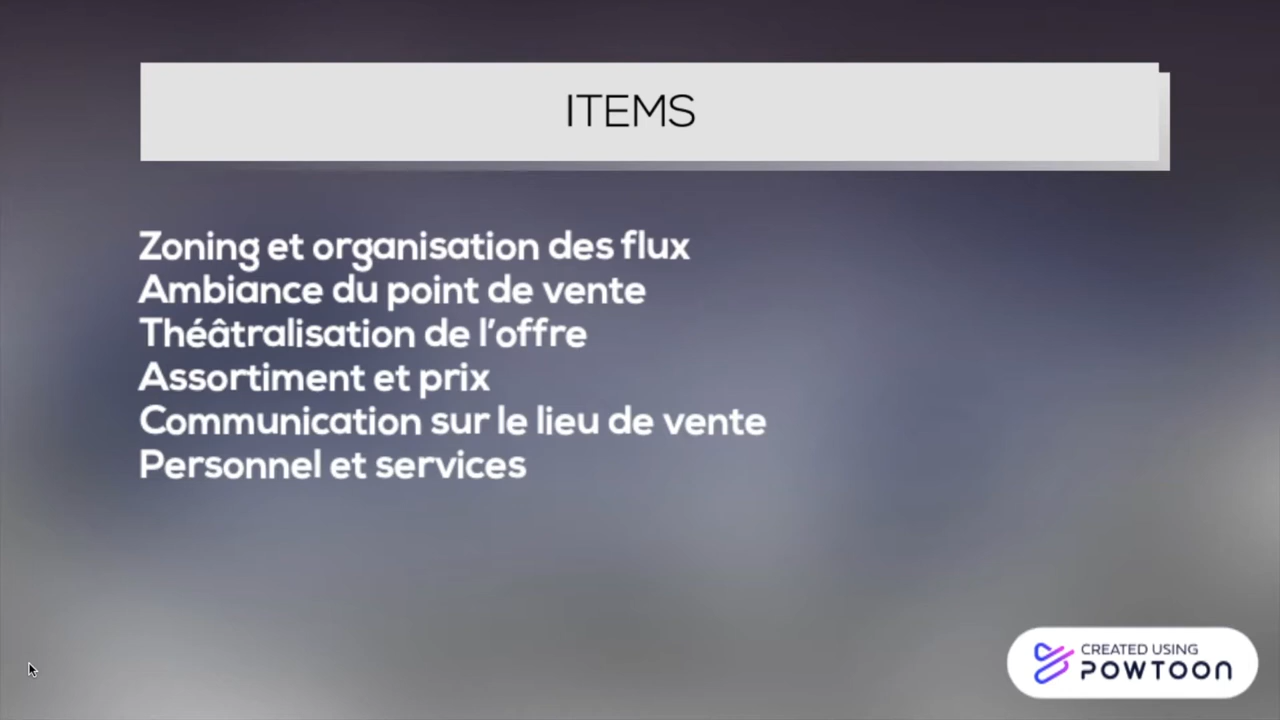 ITEMS
Zoning et organisation des flux
Ambiance du point de vente
Théâtralisation de l’offre
Assortiment et prix
Communication sur le lieu de vente
Personnel et services
CREATED USING
POWTOON